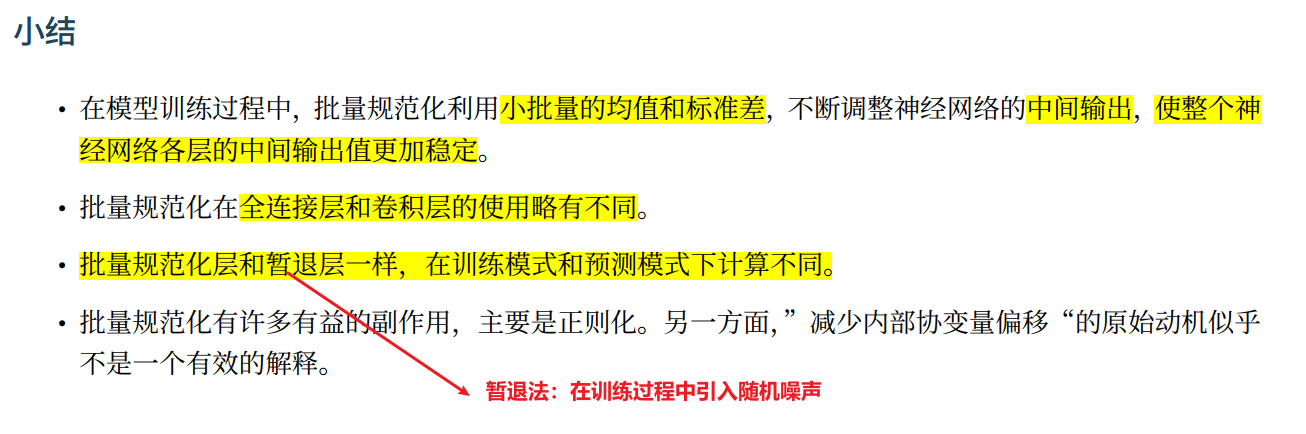 小结
• 在模型训练过程中，批量规范化利用小批量的均值和标准差，不断调整神经网络的中间输出，使整个神
经网络各层的中间输出值更加稳定。
• 批量规范化在全连接层和卷积层的使用略有不同。
• 批量规范化层和暂退层一样，在训练模式和预测模式下计算不同。
• 批量规范化有许多有益的副作用，主要是正则化。另一方面，”减少内部协变量偏移“的原始动机似乎
不是一个有效的解释。
暂退法：在训练过程中引入随机噪声